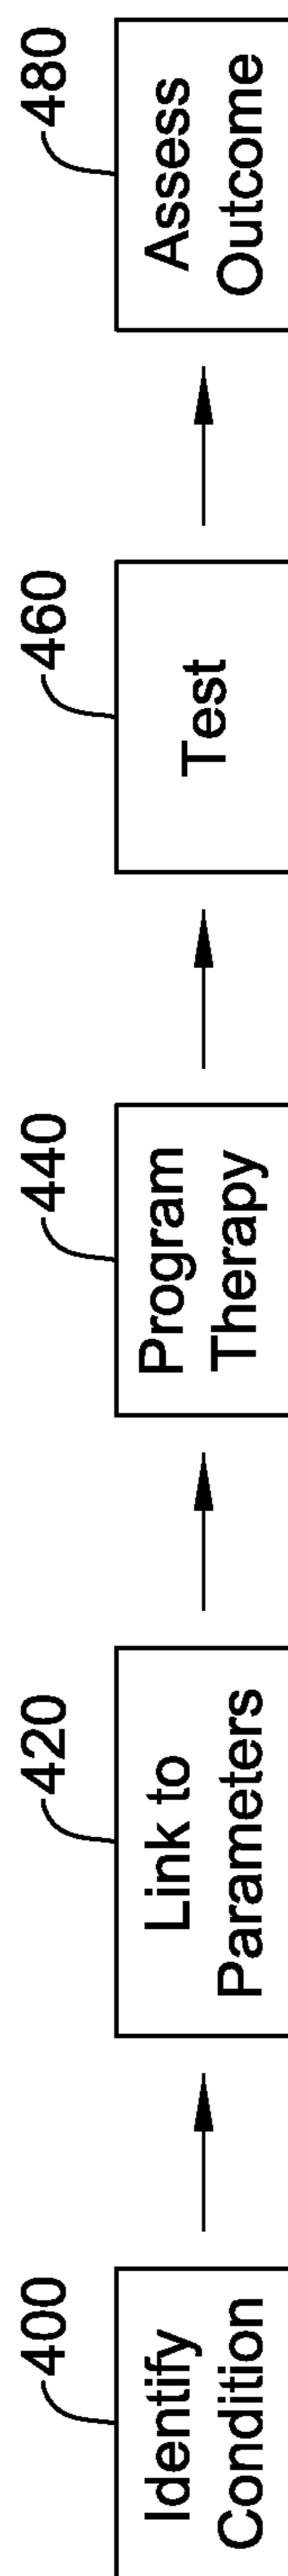 400
Identify
Condition
420
Link to
Parameters
440
Program
Therapy
460
Test
480
Assess
Outcome